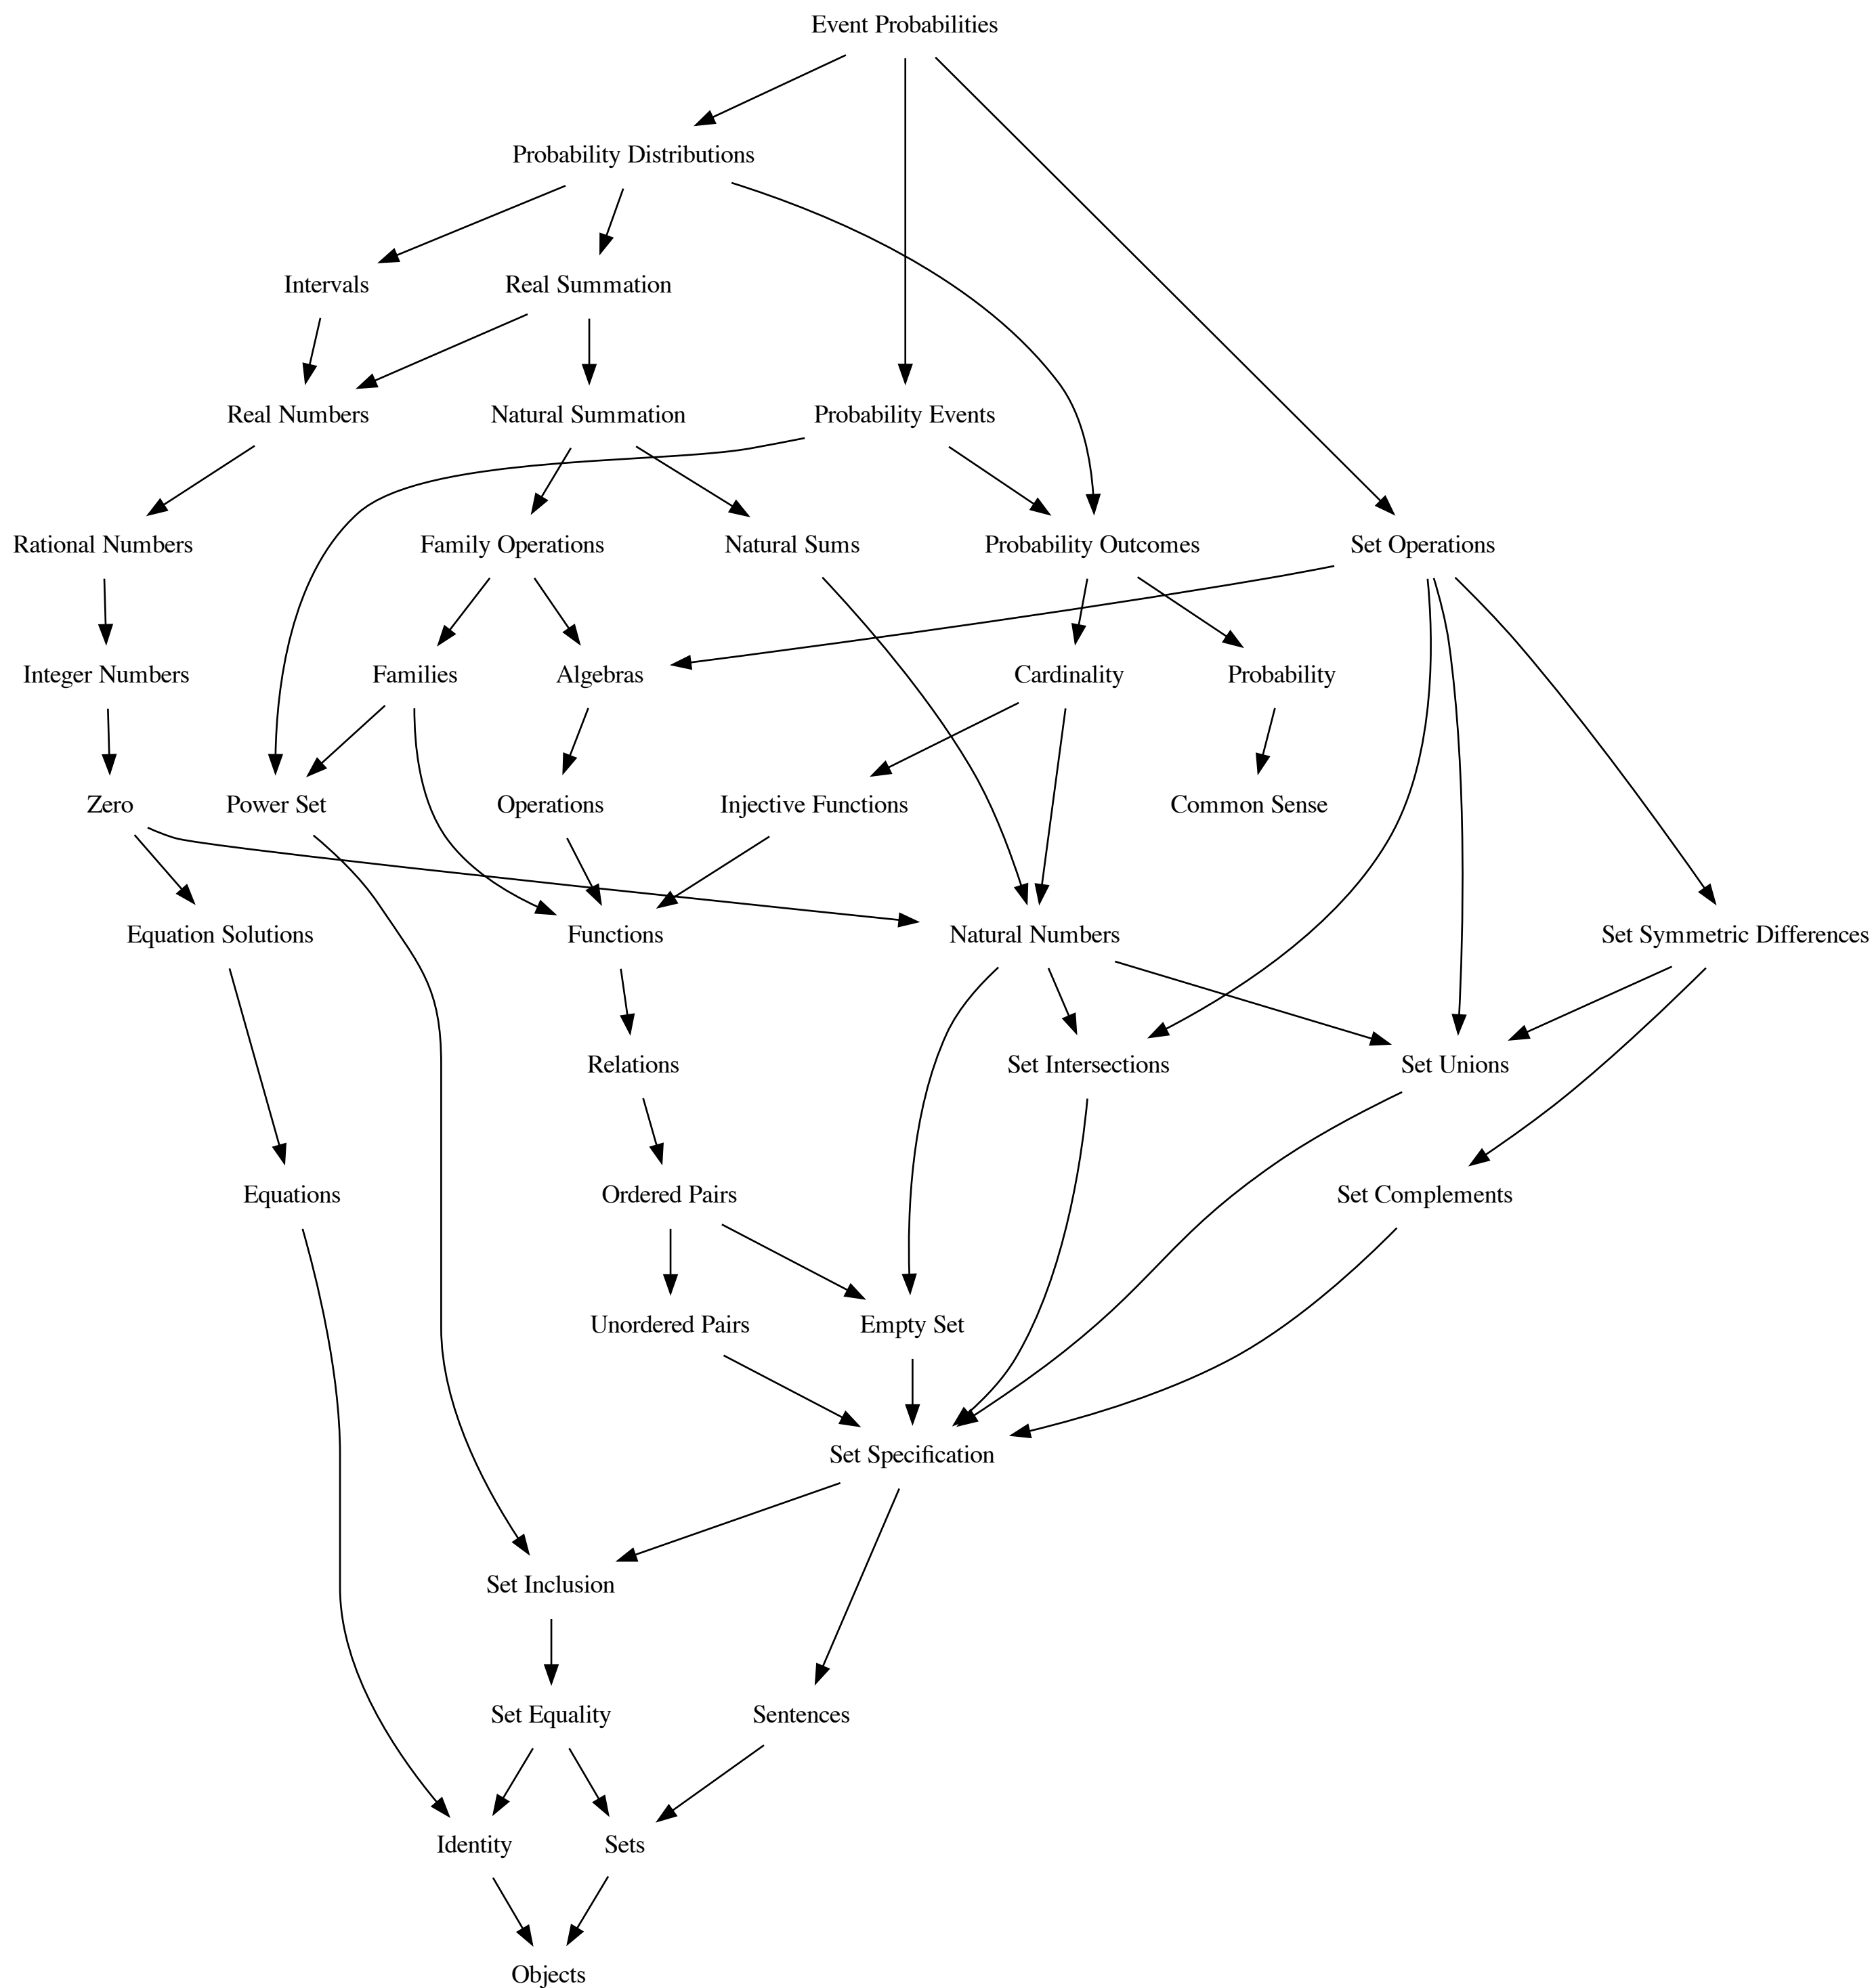 Event Probabilities
Probability Distributions
Intervals
Real Summation
Real Numbers
Natural Summation
Probability Events
Rational Numbers
Family Operations
Natural Sums
Probability Outcomes
Set Operations
Integer Numbers
Families
Algebras
Cardinality
Probability
Zero
Power Set
Operations
Injective Functions
Common Sense
Equation Solutions
Functions
Natural Numbers
Set Symmetric Differences
Relations
Set Intersections
Set Unions
Equations
Ordered Pairs
Set Complements
Unordered Pairs
Empty Set
Set Specification
Set Inclusion
Set Equality
Sentences
Identity
Sets
Objects